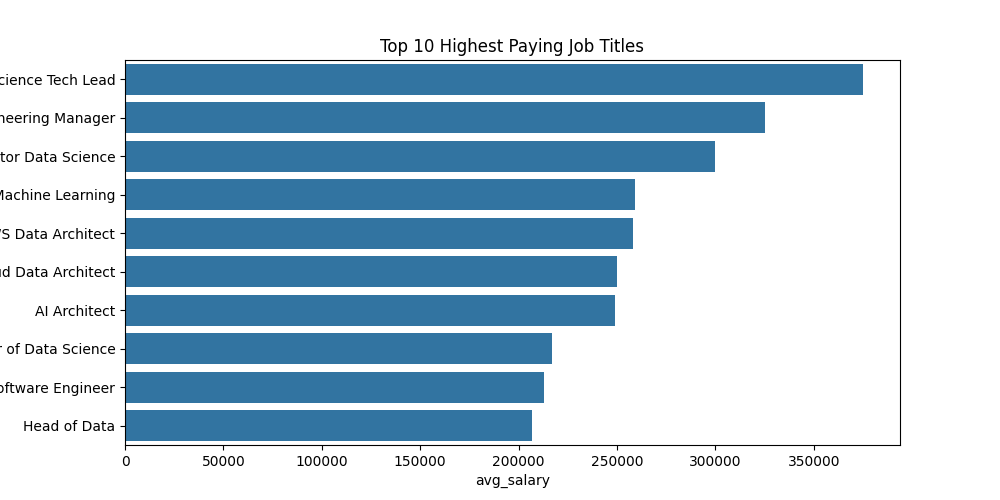 Top 10 Highest Paying Job Titles
cience Tech Lead
neering Manager
tor Data Science
Machine Learning
S Data Architect
d Data Architect
AI Architect
of Data Science
oftware Engineer
Head of Data
0 50000 100000 150000 200000 250000 300000 350000
avg_salary